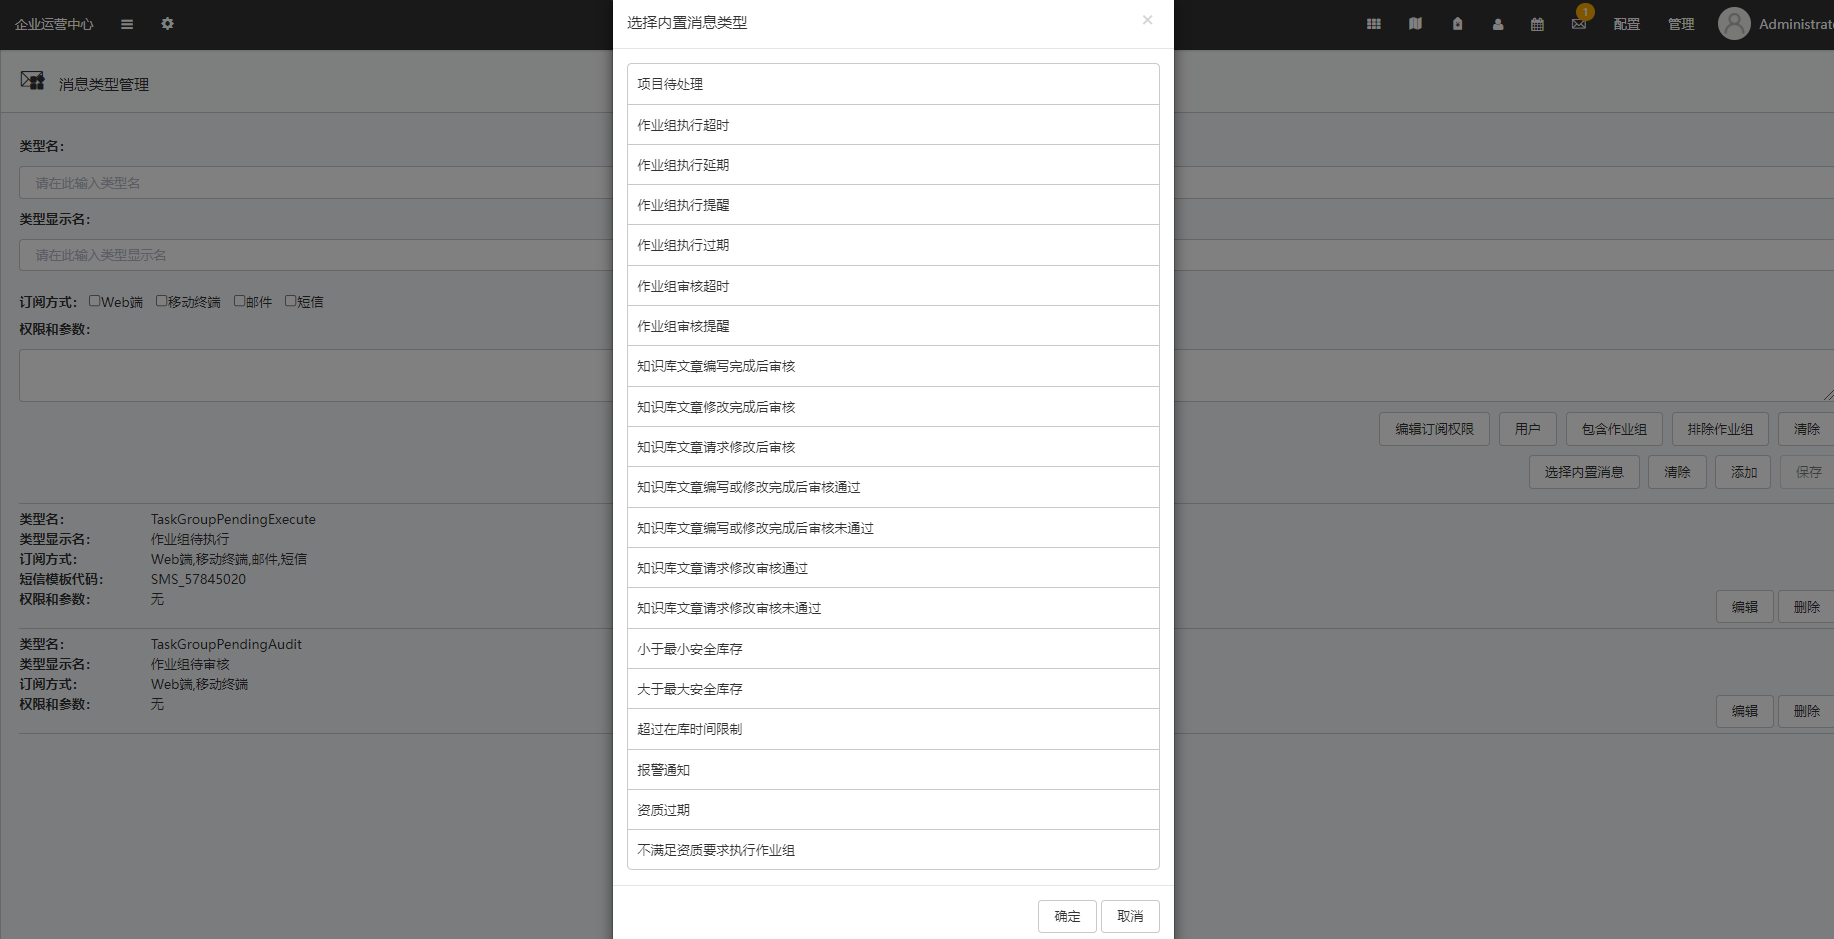 企业运营中心
1
配置
管理
Administrato
消息类型管理
类型名:
请在此输入类型名
类型显示名:
请在此输入类型显示名
订阅方式: Web端 移动终端 邮件 短信
权限和参数:
编辑订阅权限 用户 包含作业组 排除作业组 清除
选择内置消息 清除 添加 保存
类型名: TaskGroupPendingExecute
类型显示名: 作业组待执行
订阅方式: Web端,移动终端,邮件,短信
短信模板代码: SMS_57845020
权限和参数: 无
编辑 删除
类型名: TaskGroupPendingAudit
类型显示名: 作业组待审核
订阅方式: Web端,移动终端
权限和参数: 无
编辑 删除
选择内置消息类型
×
项目待处理
作业组执行超时
作业组执行延期
作业组执行提醒
作业组执行过期
作业组审核超时
作业组审核提醒
知识库文章编写完成后审核
知识库文章修改完成后审核
知识库文章请求修改后审核
知识库文章编写或修改完成后审核通过
知识库文章编写或修改完成后审核未通过
知识库文章请求修改审核通过
知识库文章请求修改审核未通过
小于最小安全库存
大于最大安全库存
超过在库时间限制
报警通知
资质过期
不满足资质要求执行作业组
确定 取消